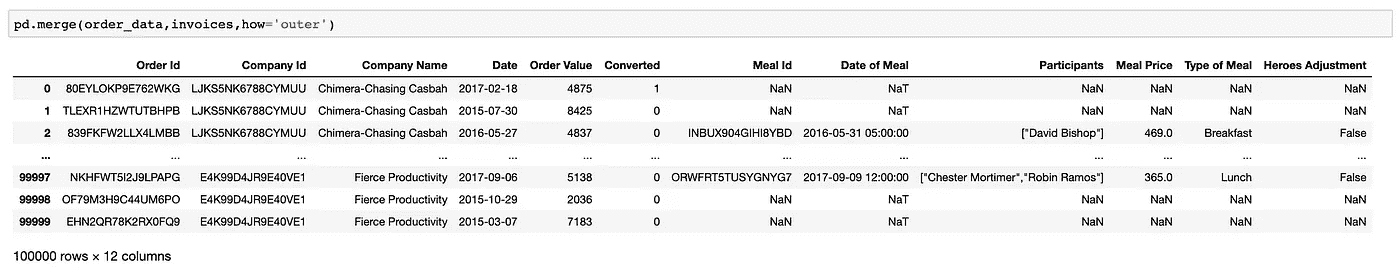 pd.merge(order_data,invoices,how='outer')
Order Id Company Id Company Name Date Order Value Converted Meal Id Date of Meal Participants Meal Price Type of Meal Heroes Adjustment
0 80EYLOKP9E762WKG LJKS5NK6788CYMUU Chimera-Chasing Casbah 2017-02-18 4875 1 NaN NaT NaN NaN NaN NaN
1 TLEXR1HZWTUTBHPB LJKS5NK6788CYMUU Chimera-Chasing Casbah 2015-07-30 8425 0 NaN NaT NaN NaN NaN NaN
2 839FKFW2LLX4LMBB LJKS5NK6788CYMUU Chimera-Chasing Casbah 2016-05-27 4837 0 INBUX904GIHI8YBD 2016-05-31 05:00:00 ["David Bishop"] 469.0 Breakfast False
... ... ... ... ... ... ... ... ... ... ... ... ...
99997 NKHFWT5I2J9LPAPG E4K99D4JR9E40VE1 Fierce Productivity 2017-09-06 5138 0 ORWFRT5TUSYGNYG7 2017-09-09 12:00:00 ["Chester Mortimer","Robin Ramos"] 365.0 Lunch False
99998 OF79M3H9C44UM6PO E4K99D4JR9E40VE1 Fierce Productivity 2015-10-29 2036 0 NaN NaT NaN NaN NaN NaN
99999 EHN2QR78K2RX0FQ9 E4K99D4JR9E40VE1 Fierce Productivity 2015-03-07 7183 0 NaN NaT NaN NaN NaN NaN
100000 rows × 12 columns